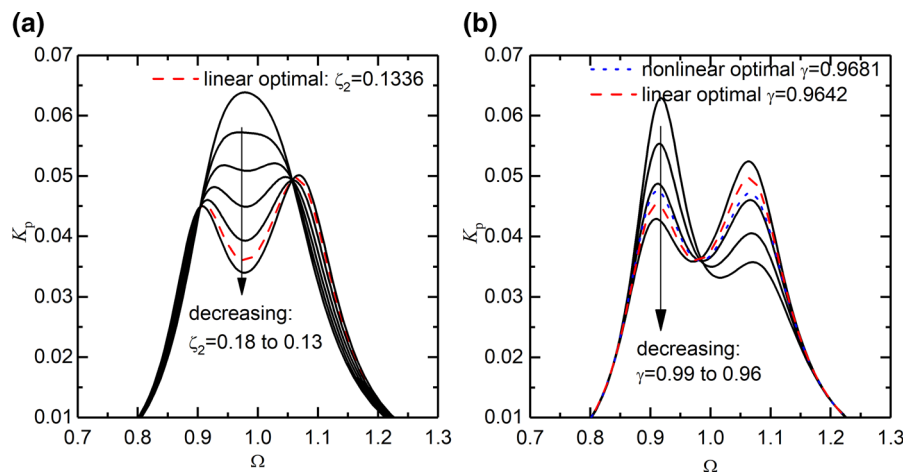 (a)
0.07
0.06
0.05
0.04
0.03
0.02
0.01
K_p
linear optimal: ζ₂=0.1336
decreasing:
ζ₂=0.18 to 0.13
0.7 0.8 0.9 1.0 1.1 1.2 1.3
Ω
(b)
0.07
0.06
0.05
0.04
0.03
0.02
0.01
K_p
nonlinear optimal γ=0.9681
linear optimal γ=0.9642
decreasing:
γ=0.99 to 0.96
0.7 0.8 0.9 1.0 1.1 1.2 1.3
Ω